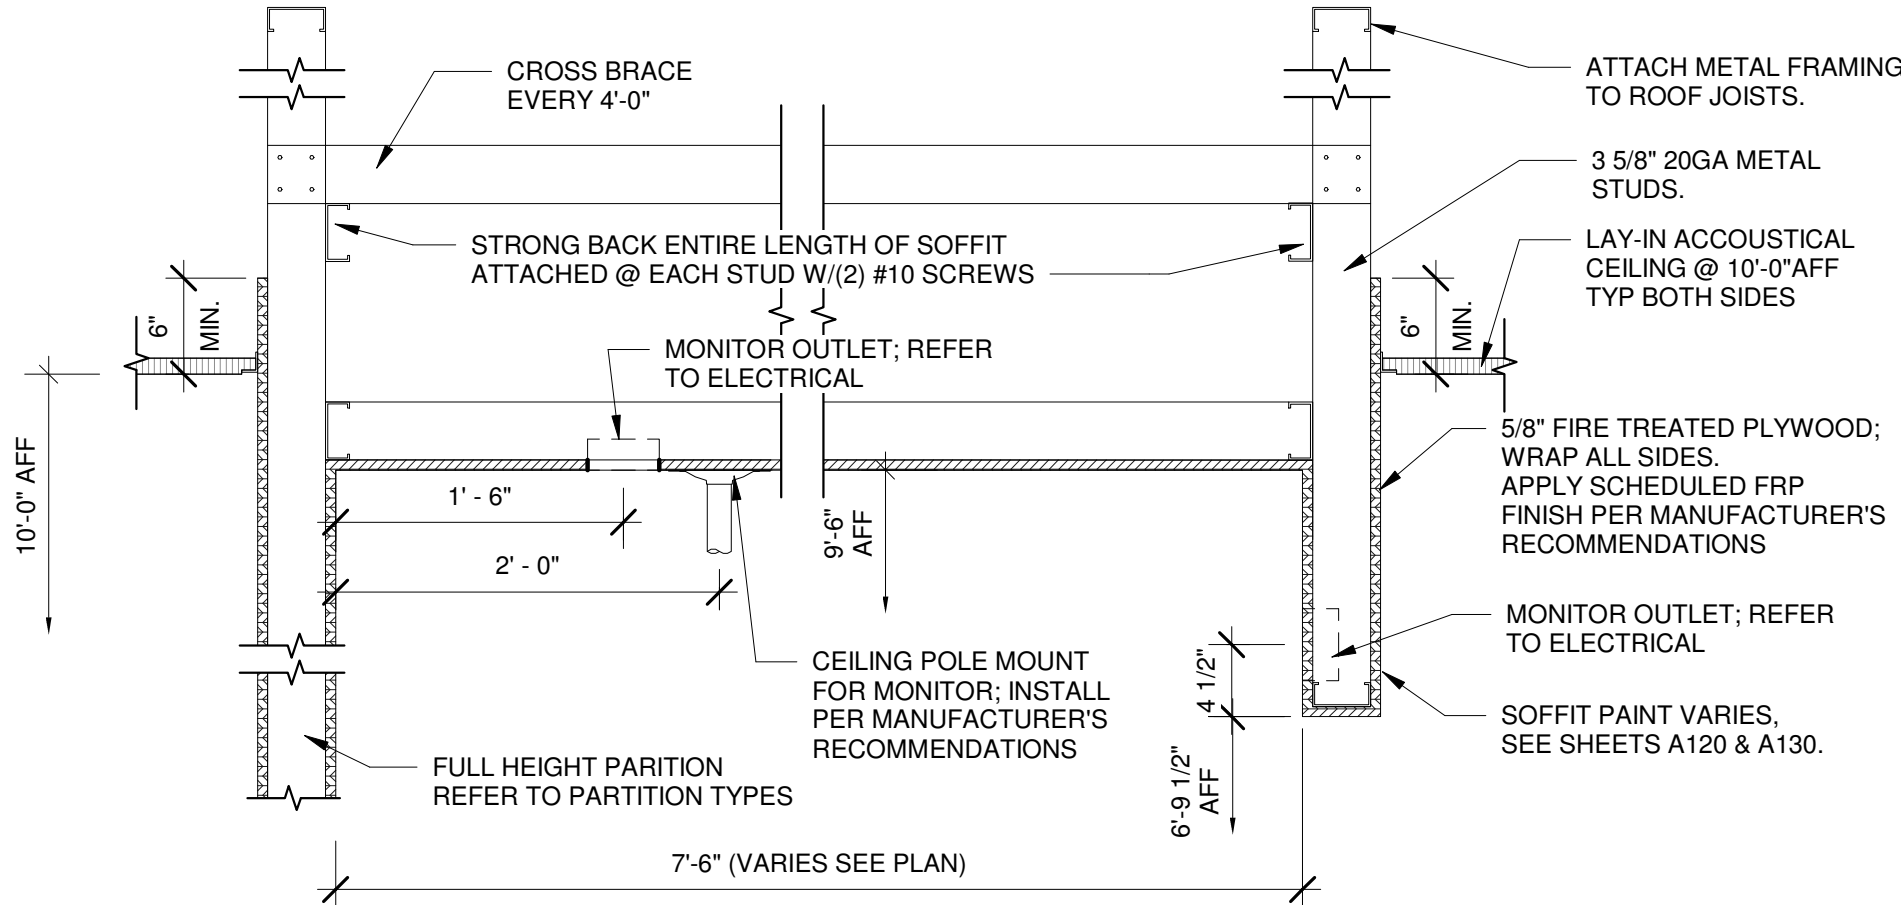 CROSS BRACE
EVERY 4'-0"
ATTACH METAL FRAMING
TO ROOF JOISTS.
3 5/8" 20GA METAL
STUDS.
STRONG BACK ENTIRE LENGTH OF SOFFIT
ATTACHED @ EACH STUD W/(2) #10 SCREWS
LAY-IN ACCOUSTICAL
CEILING @ 10'-0"AFF
TYP BOTH SIDES
6"
MIN.
6"
MIN.
MONITOR OUTLET; REFER
TO ELECTRICAL
10'-0" AFF
5/8" FIRE TREATED PLYWOOD;
WRAP ALL SIDES.
APPLY SCHEDULED FRP
FINISH PER MANUFACTURER'S
RECOMMENDATIONS
1' - 6"
9'-6"
AFF
2' - 0"
MONITOR OUTLET; REFER
TO ELECTRICAL
4 1/2"
CEILING POLE MOUNT
FOR MONITOR; INSTALL
PER MANUFACTURER'S
RECOMMENDATIONS
SOFFIT PAINT VARIES,
SEE SHEETS A120 & A130.
FULL HEIGHT PARITION
REFER TO PARTITION TYPES
6'-9 1/2"
AFF
7'-6" (VARIES SEE PLAN)